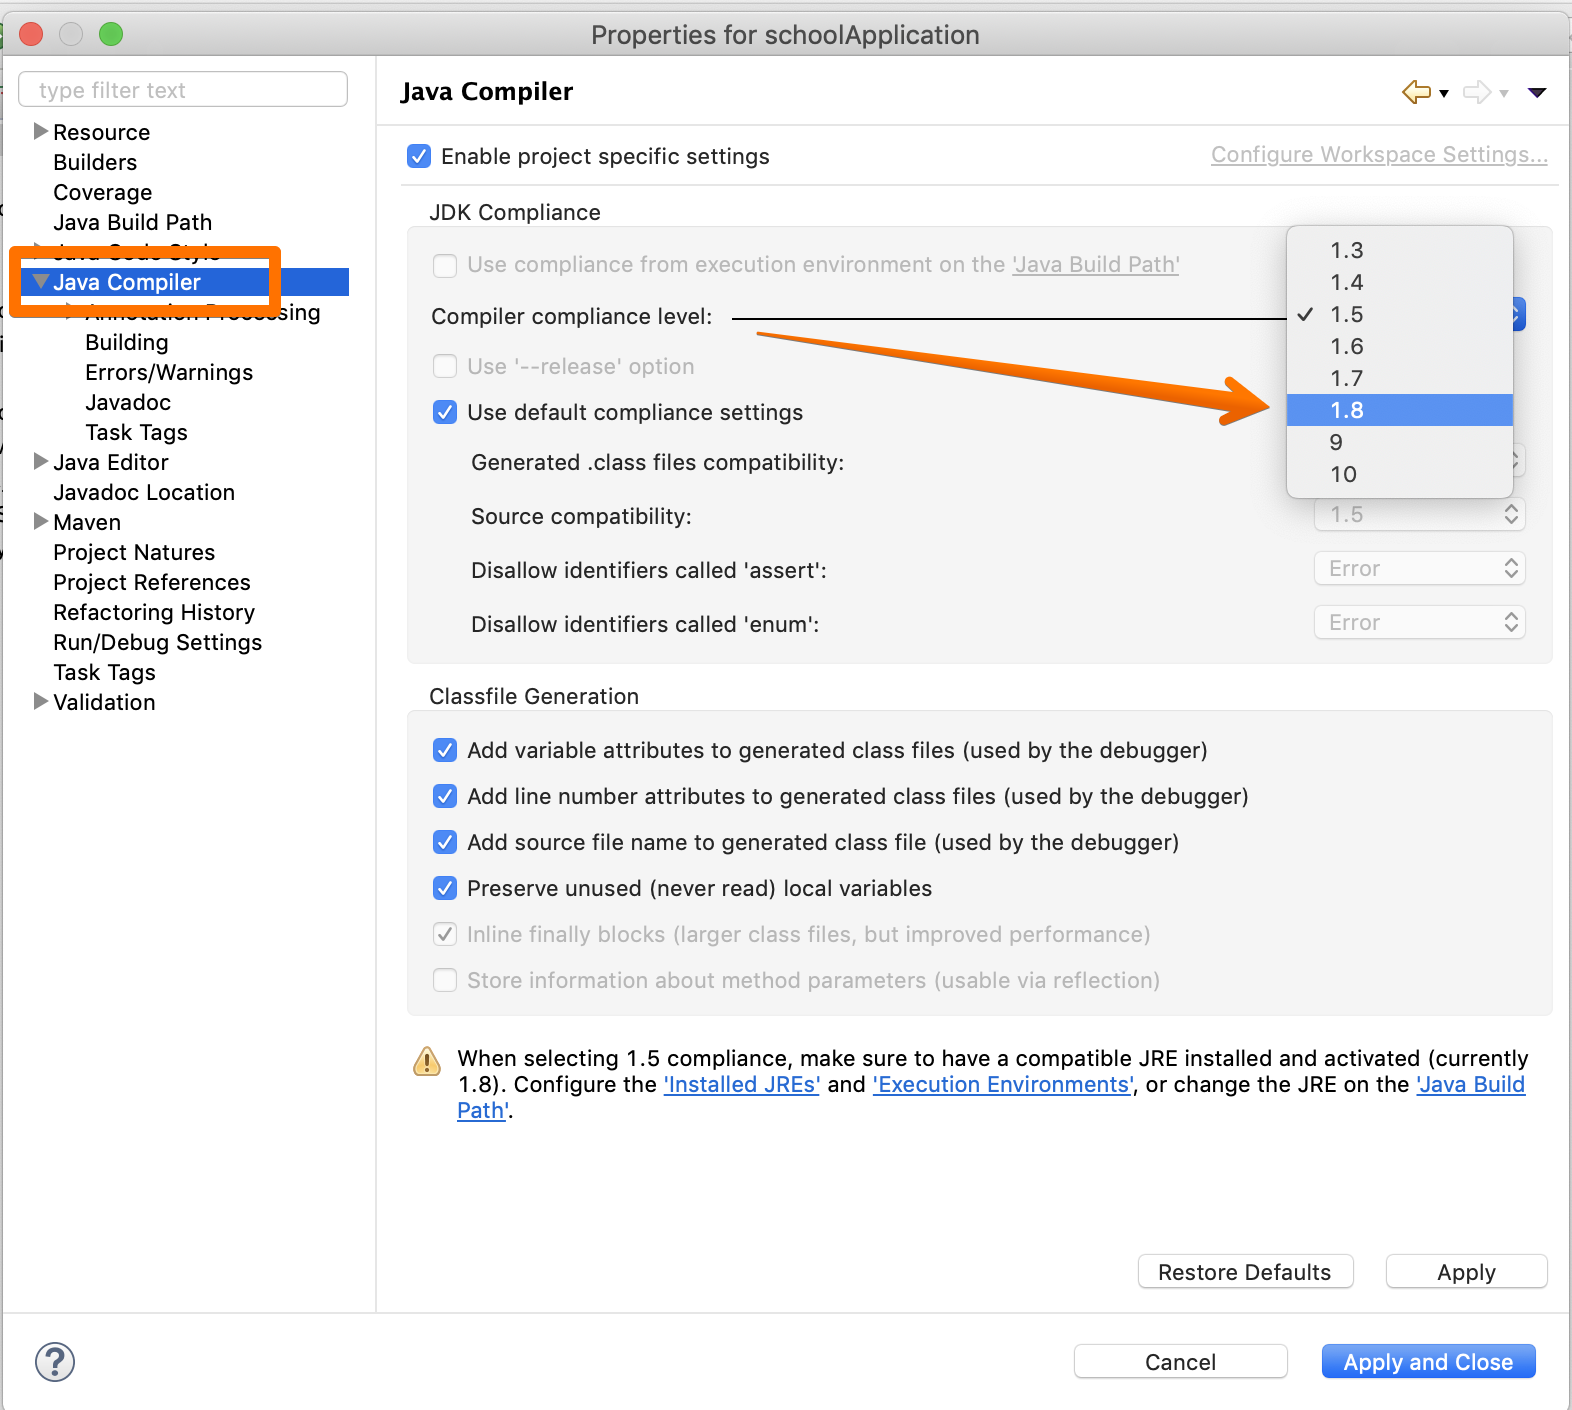 Properties for schoolApplication
type filter text
Resource
Builders
Coverage
Java Build Path
Java Code Style
Java Compiler
Annotation Processing
Building
Errors/Warnings
Javadoc
Task Tags
Java Editor
Javadoc Location
Maven
Project Natures
Project References
Refactoring History
Run/Debug Settings
Task Tags
Validation
Java Compiler
Enable project specific settings
Configure Workspace Settings...
JDK Compliance
Use compliance from execution environment on the 'Java Build Path'
Compiler compliance level:
1.3
1.4
1.5
1.6
1.7
1.8
9
10
Use '--release' option
Use default compliance settings
Generated .class files compatibility:
Source compatibility: 1.5
Disallow identifiers called 'assert': Error
Disallow identifiers called 'enum': Error
Classfile Generation
Add variable attributes to generated class files (used by the debugger)
Add line number attributes to generated class files (used by the debugger)
Add source file name to generated class file (used by the debugger)
Preserve unused (never read) local variables
Inline finally blocks (larger class files, but improved performance)
Store information about method parameters (usable via reflection)
When selecting 1.5 compliance, make sure to have a compatible JRE installed and activated (currently
1.8). Configure the 'Installed JREs' and 'Execution Environments', or change the JRE on the 'Java Build
Path'.
Restore Defaults Apply
? Cancel Apply and Close